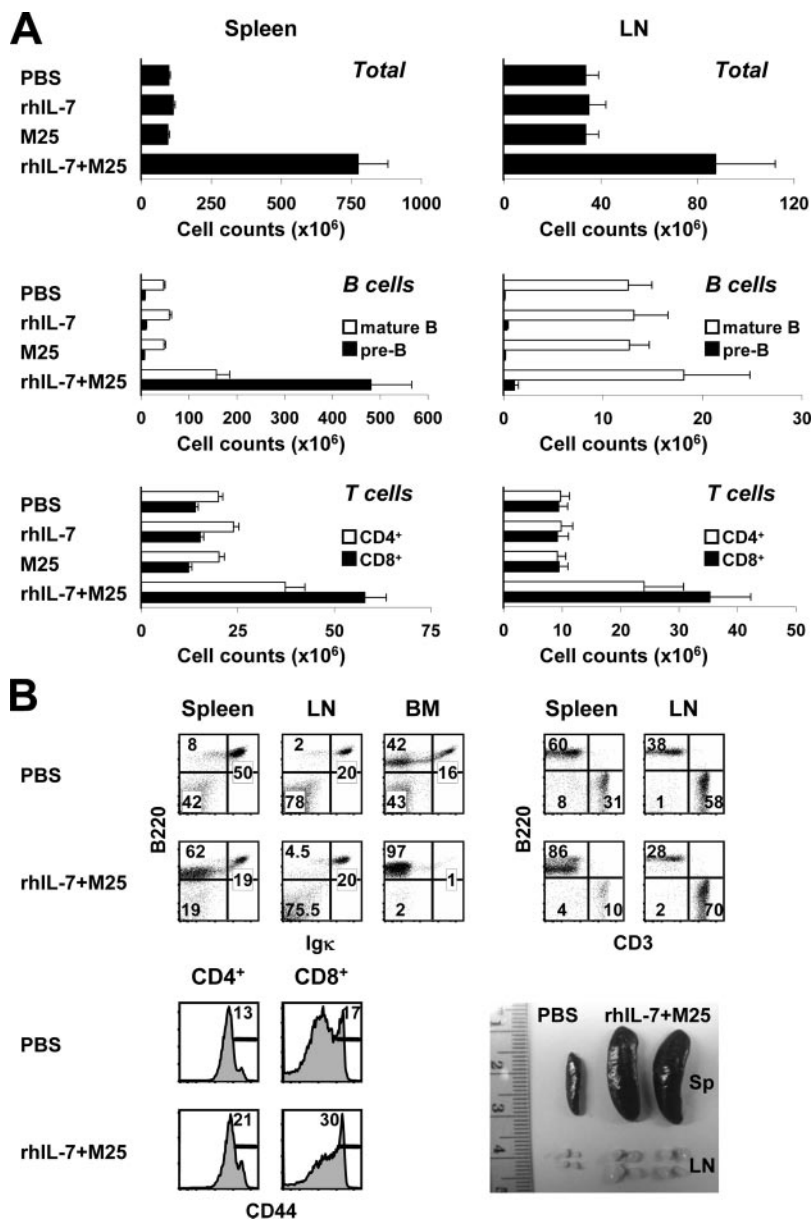 A
Spleen
LN
PBS
rhIL-7
M25
rhIL-7+M25
Total
Total
0 250 500 750 1000
0 40 80 120
Cell counts (x10⁶)
Cell counts (x10⁶)
PBS
rhIL-7
M25
rhIL-7+M25
B cells
mature B
pre-B
B cells
mature B
pre-B
0 100 200 300 400 500 600
0 10 20 30
Cell counts (x10⁶)
Cell counts (x10⁶)
PBS
rhIL-7
M25
rhIL-7+M25
T cells
CD4⁺
CD8⁺
T cells
CD4⁺
CD8⁺
0 25 50 75
0 10 20 30 40 50
Cell counts (x10⁶)
Cell counts (x10⁶)
B
Spleen LN BM
Spleen LN
PBS
B220
8 50 42
2 20 78
42 16 43
B220
60 8 31
38 1 58
rhIL-7+M25
62 19 19
4.5 20 75.5
97 1 2
86 4 10
28 2 70
Igκ
CD3
CD4⁺ CD8⁺
PBS
13 17
rhIL-7+M25
21 30
CD44
PBS rhIL-7+M25
Sp
LN
1
2
3
4
5